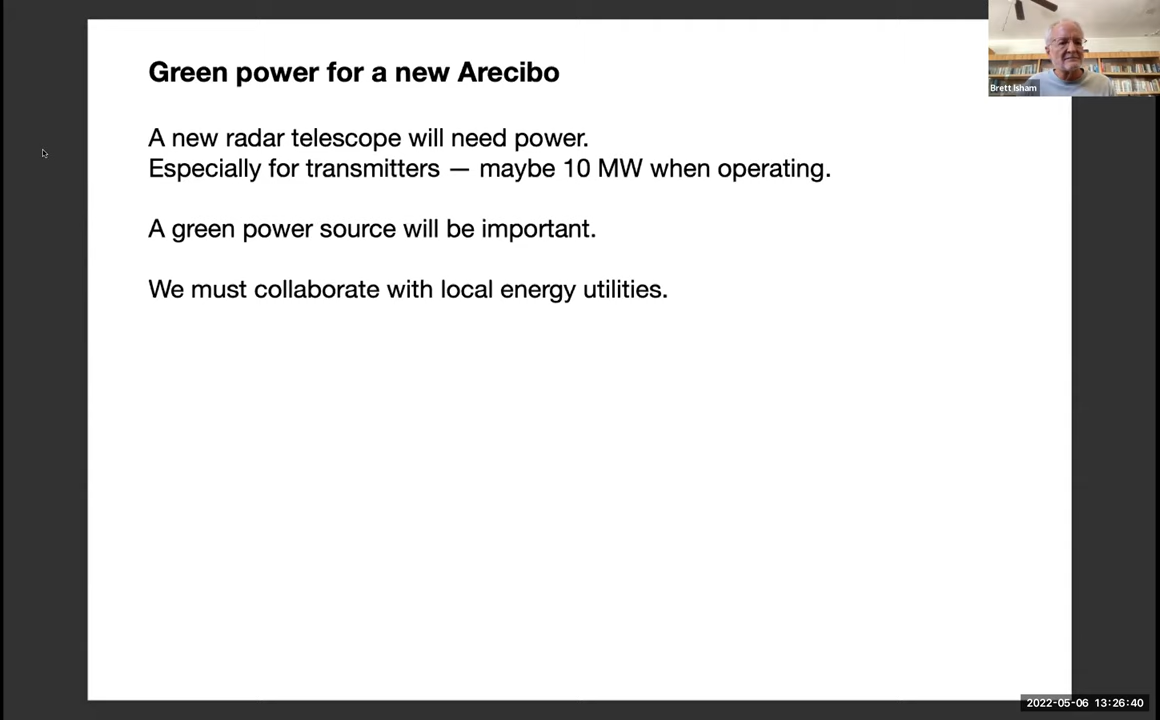 Green power for a new Arecibo
A new radar telescope will need power.
Especially for transmitters — maybe 10 MW when operating.
A green power source will be important.
We must collaborate with local energy utilities.
Brett Isham
2022-05-06 13:26:40